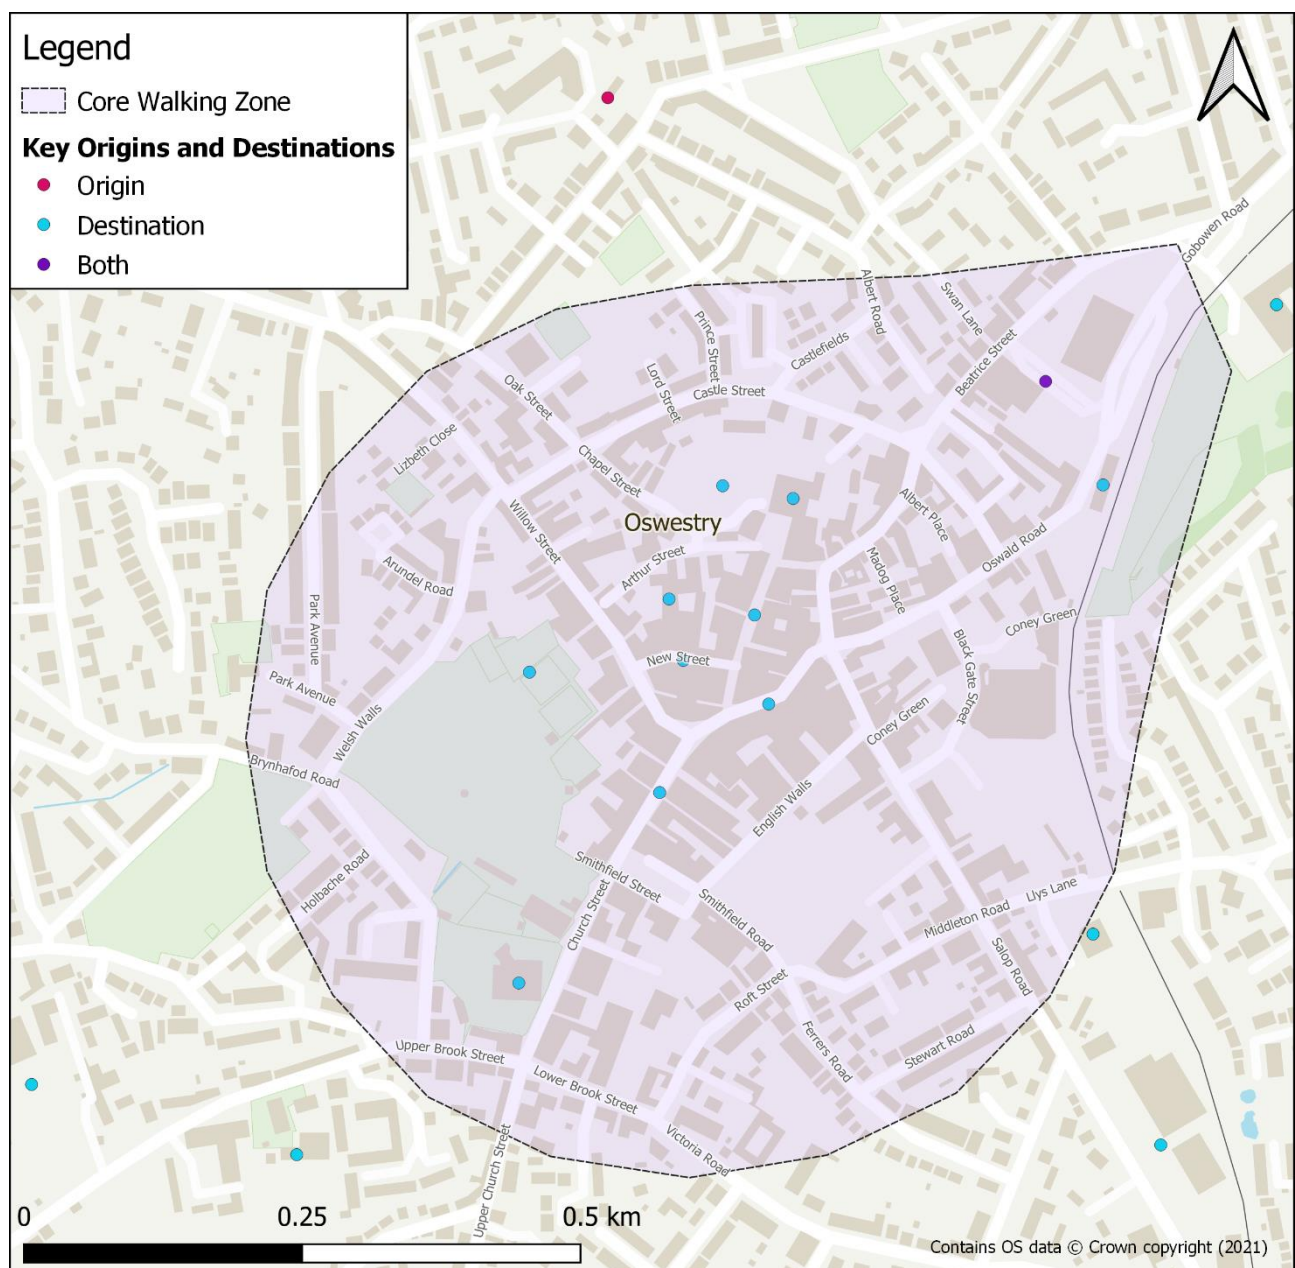 Legend
Core Walking Zone
Key Origins and Destinations
Origin
Destination
Both
Gobowen Road
Albert Road
Swan Lane
Prince Street
Castlefields
Beatrice Street
Lord Street
Castle Street
Oak Street
Lizbeth Close
Chapel Street
Willow Street
Oswestry
Albert Place
Arthur Street
Madog Place
Oswald Road
Arundel Road
Park Avenue
New Street
Coney Green
Black Gate Street
Park Avenue
Welsh Walls
Coney Green
Brynhafod Road
English Walls
Holbache Road
Smithfield Street
Church Street
Smithfield Road
Middleton Road
Llys Lane
Salop Road
Roft Street
Ferrers Road
Stewart Road
Upper Brook Street
Lower Brook Street
Victoria Road
Upper Church Street
0 0.25 0.5 km
Contains OS data © Crown copyright (2021)